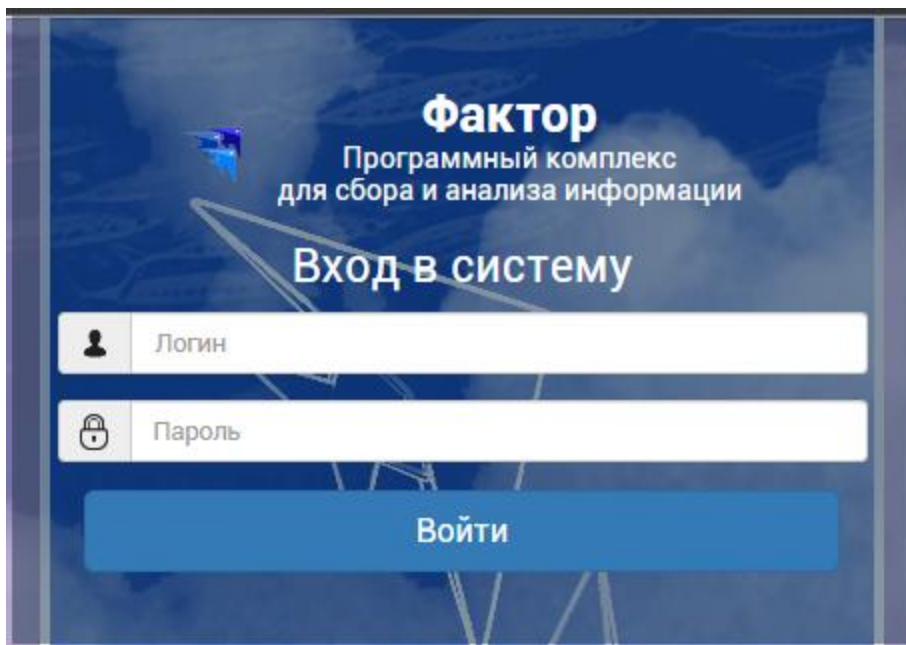 Фактор
Программный комплекс
для сбора и анализа информации
Вход в систему
Логин
Пароль
Войти